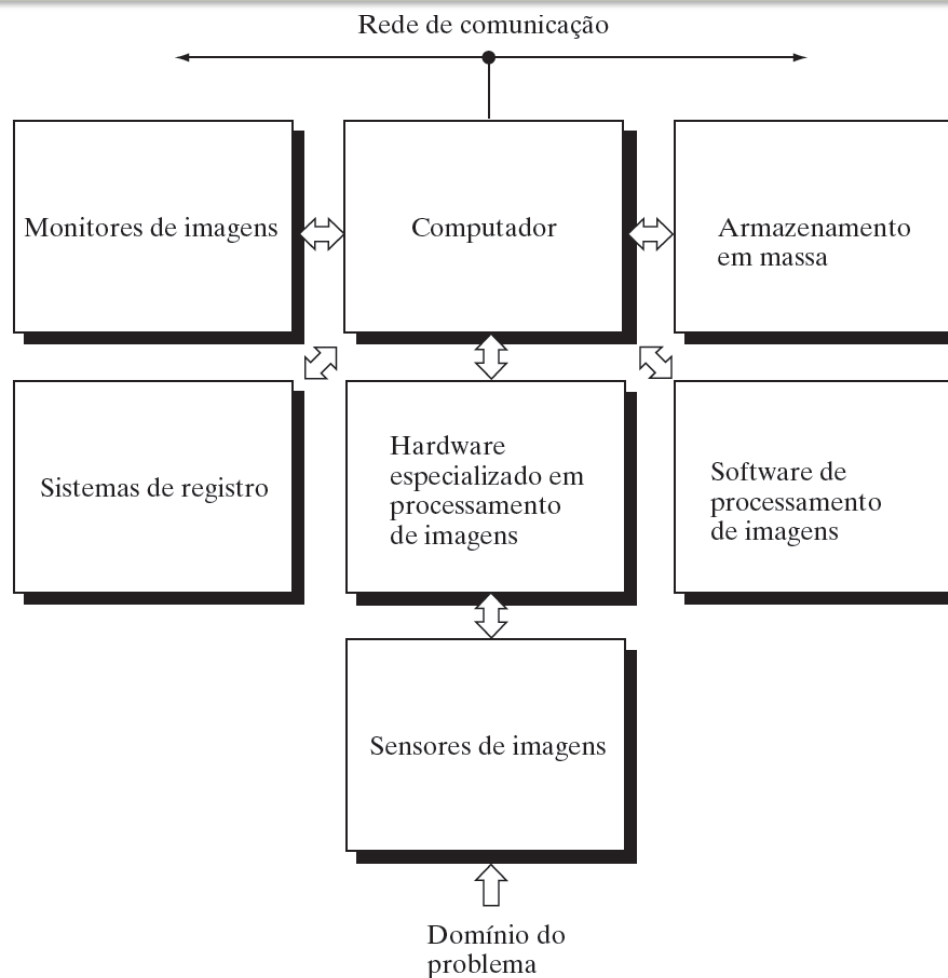 Rede de comunicação
Monitores de imagens
Computador
Armazenamento
em massa
Sistemas de registro
Hardware
especializado em
processamento
de imagens
Software de
processamento
de imagens
Sensores de imagens
Domínio do
problema